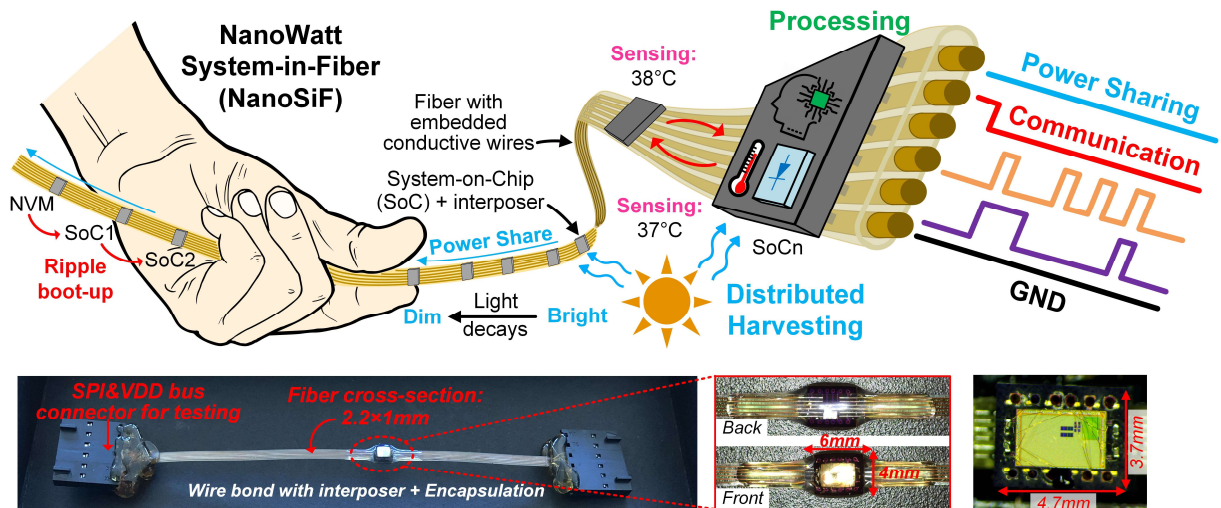 NanoWatt
System-in-Fiber
(NanoSiF)
Fiber with
embedded
conductive wires
System-on-Chip
(SoC) + interposer
NVM
SoC1
SoC2
Ripple
boot-up
Power Share
Dim
Light
decays
Bright
Sensing:
38°C
Sensing:
37°C
Processing
SoCn
Distributed
Harvesting
Power Sharing
Communication
GND
SPI&VDD bus
connector for testing
Fiber cross-section:
2.2×1mm
Wire bond with interposer + Encapsulation
Back
6mm
4mm
Front
3.7mm
4.7mm